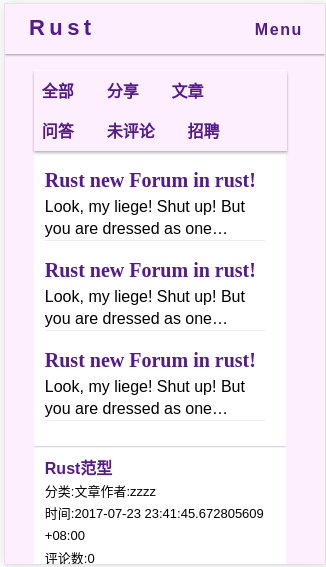 Rust Menu
全部 分享 文章
问答 未评论 招聘
Rust new Forum in rust!
Look, my liege! Shut up! But
you are dressed as one…
Rust new Forum in rust!
Look, my liege! Shut up! But
you are dressed as one…
Rust new Forum in rust!
Look, my liege! Shut up! But
you are dressed as one…
Rust范型
分类:文章作者:zzzz
时间:2017-07-23 23:41:45.672805609
+08:00
评论数:0